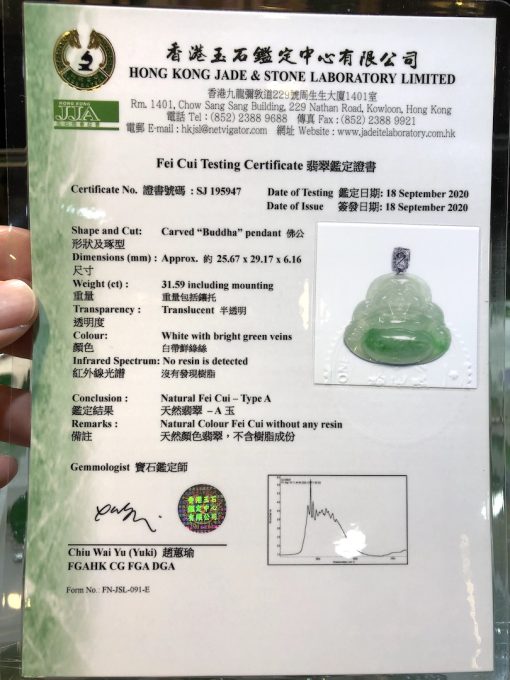 香港玉石鑑定中心有限公司
HONG KONG JADE & STONE LABORATORY LIMITED
香港九龍彌敦道229號周生生大廈1401室
Rm. 1401, Chow Sang Sang Building, 229 Nathan Road, Kowloon, Hong Kong
電話 Tel : (852) 2388 9688 傳真 Fax : (852) 2388 9921
電郵 E-mail : hkjsl@netvigator.com 網址 Website : www.jadeitelaboratory.com.hk
HONG KONG
JJA
Fei Cui Testing Certificate 翡翠鑑定證書
Certificate No. 證書號碼 : SJ 195947
Date of Testing 鑑定日期: 18 September 2020
Date of Issue 簽發日期: 18 September 2020
Shape and Cut: Carved “Buddha” pendant 佛公
形狀及琢型
Dimensions (mm) : Approx. 約 25.67 x 29.17 x 6.16
尺寸
Weight (ct) : 31.59 including mounting
重量 重量包括鑲托
Transparency : Translucent 半透明
透明度
Colour: White with bright green veins
顏色 白帶鮮綠絲
Infrared Spectrum: No resin is detected
紅外線光譜 沒有發現樹脂
Conclusion : Natural Fei Cui – Type A
鑑定結果 天然翡翠 – A 玉
Remarks : Natural Colour Fei Cui without any resin
備註 天然顏色翡翠，不含樹脂成份
Gemmologist 寶石鑑定師
香港玉石
鑑定中心
有限公司
Chiu Wai Yu (Yuki) 趙蕙瑜
FGAHK CG FGA DGA
Form No.: FN-JSL-091-E